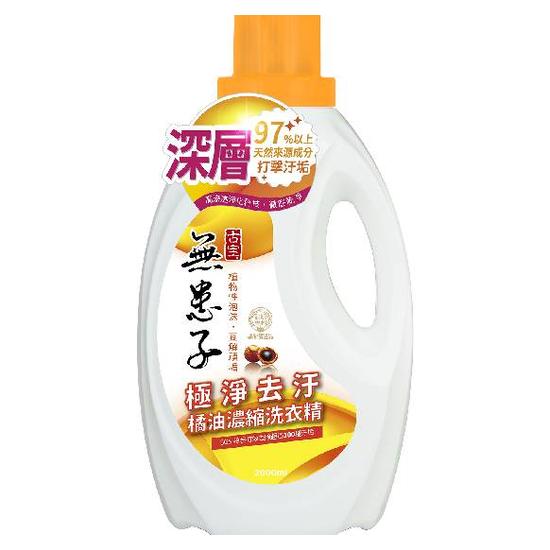 深層
97%以上
天然來源成分
打擊汙垢
古寶
無患子
極淨去汙
橘油濃縮洗衣精
2000ml